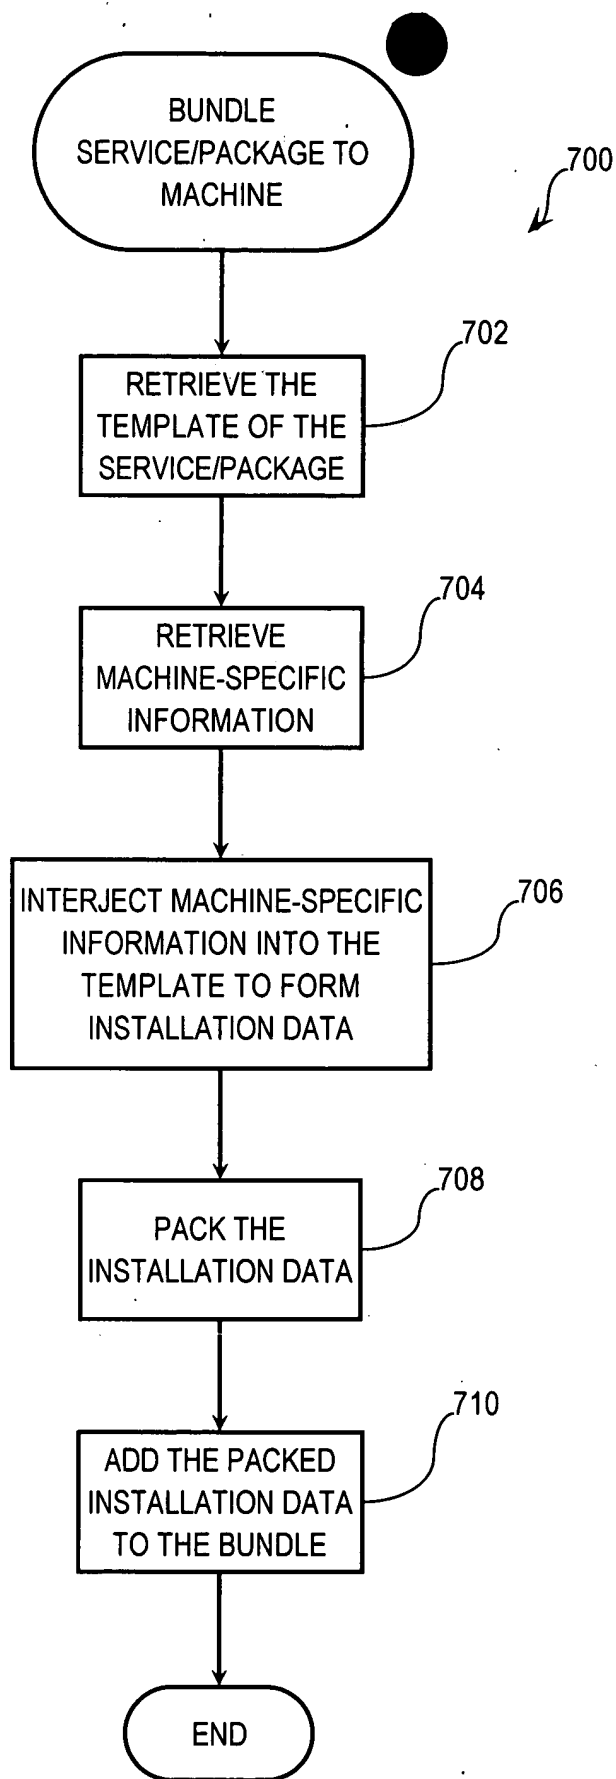 BUNDLE
SERVICE/PACKAGE TO
MACHINE
700
702
RETRIEVE THE
TEMPLATE OF THE
SERVICE/PACKAGE
704
RETRIEVE
MACHINE-SPECIFIC
INFORMATION
706
INTERJECT MACHINE-SPECIFIC
INFORMATION INTO THE
TEMPLATE TO FORM
INSTALLATION DATA
708
PACK THE
INSTALLATION DATA
710
ADD THE PACKED
INSTALLATION DATA
TO THE BUNDLE
END